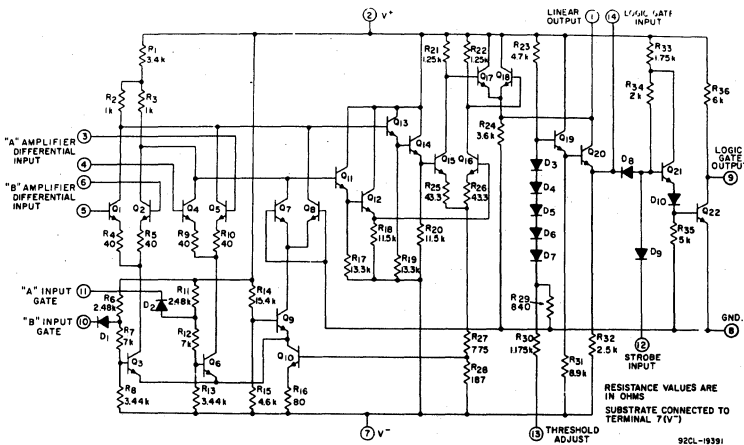 LINEAR OUTPUT
LOGIC GATE INPUT
2 V+
1
14
R1 3.4k
R2 1k
R3 1k
R21 1.25k
R22 1.25k
R23 4.7k
R33 1.75k
R34 2k
R36 6k
Q17
Q18
3
"A" AMPLIFIER DIFFERENTIAL INPUT
4
6
"B" AMPLIFIER DIFFERENTIAL INPUT
5
Q13
Q14
R24 3.6k
Q19
Q20
D8
Q21
LOGIC GATE OUTPUT
9
Q11
Q12
Q15
Q16
D3
D4
D5
D6
D7
D10
Q22
Q1
Q2
Q4
Q5
Q7
Q8
R25 43.3
R26 43.3
R4 40
R5 40
R9 40
R10 40
R18 11.5k
R20 11.5k
R35 5k
D9
R17 13.3k
R19 13.3k
11
"A" INPUT GATE
R6 2.48k
D2
R11 2.48k
R14 15.4k
R29 840
"B" INPUT GATE
10
D1
R7 7k
R12 7k
Q9
GND.
8
Q3
Q6
Q10
R27 775
R28 187
R30 1.175k
R31 8.9k
R32 2.5k
12
STROBE INPUT
R8 3.44k
R13 3.44k
R15 4.6k
R16 80
RESISTANCE VALUES ARE IN OHMS
SUBSTRATE CONNECTED TO TERMINAL 7 (V-)
7 V-
13 THRESHOLD ADJUST
92CL-19391